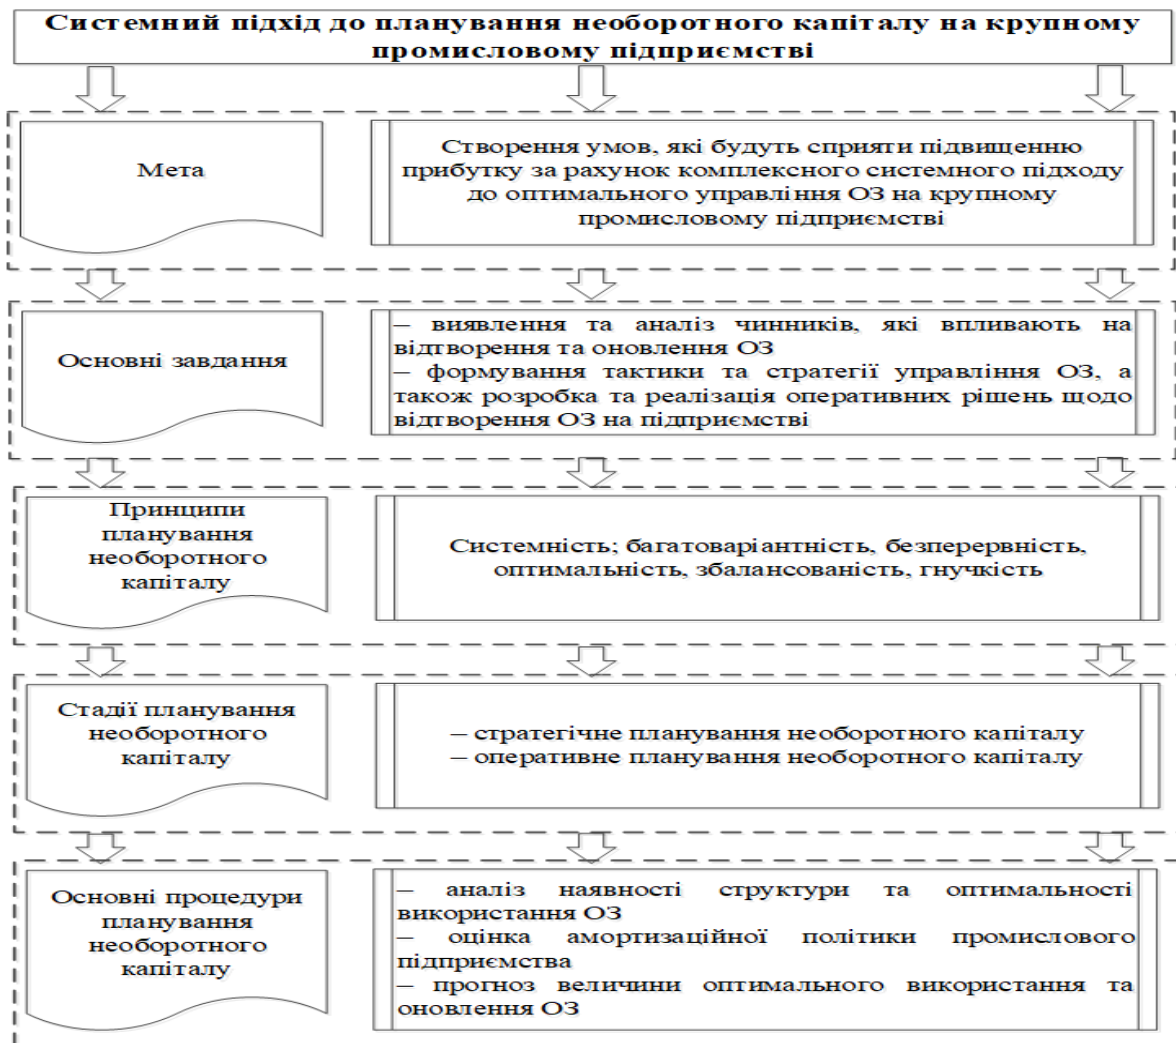 Системний підхід до планування необоротного капіталу на крупному
промисловому підприємстві
Мета
Створення умов, які будуть сприяти підвищенню
прибутку за рахунок комплексного системного підходу
до оптимального управління ОЗ на крупному
промисловому підприємстві
Основні завдання
– виявлення та аналіз чинників, які впливають на
відтворення та оновлення ОЗ
– формування тактики та стратегії управління ОЗ, а
також розробка та реалізація оперативних рішень щодо
відтворення ОЗ на підприємстві
Принципи
планування
необоротного
капіталу
Системність; багатоваріантність, безперервність,
оптимальність, збалансованість, гнучкість
Стадії планування
необоротного
капіталу
– стратегічне планування необоротного капіталу
– оперативне планування необоротного капіталу
Основні процедури
планування
необоротного
капіталу
– аналіз наявності структури та оптимальності
використання ОЗ
– оцінка амортизаційної політики промислового
підприємства
– прогноз величини оптимального використання та
оновлення ОЗ